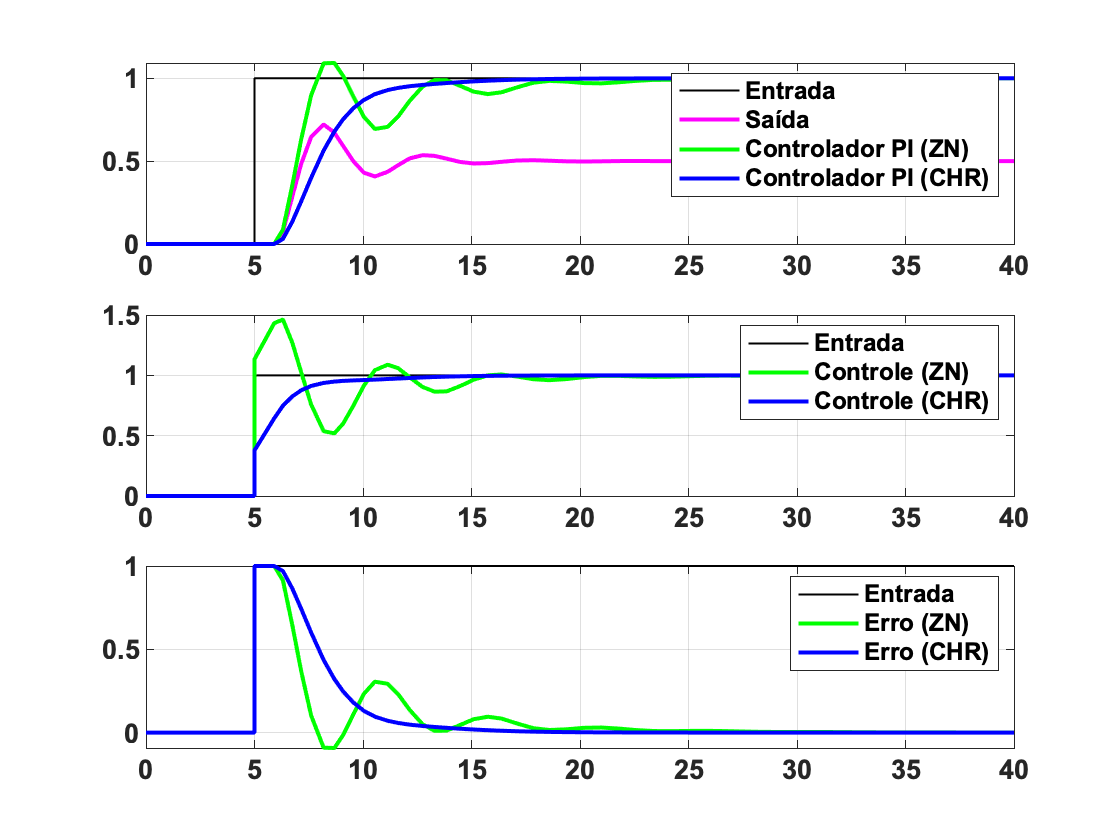 1
0.5
0
Entrada
Saída
Controlador PI (ZN)
Controlador PI (CHR)
0 5 10 15 20 25 30 35 40
1.5
1
0.5
0
Entrada
Controle (ZN)
Controle (CHR)
0 5 10 15 20 25 30 35 40
1
0.5
0
Entrada
Erro (ZN)
Erro (CHR)
0 5 10 15 20 25 30 35 40